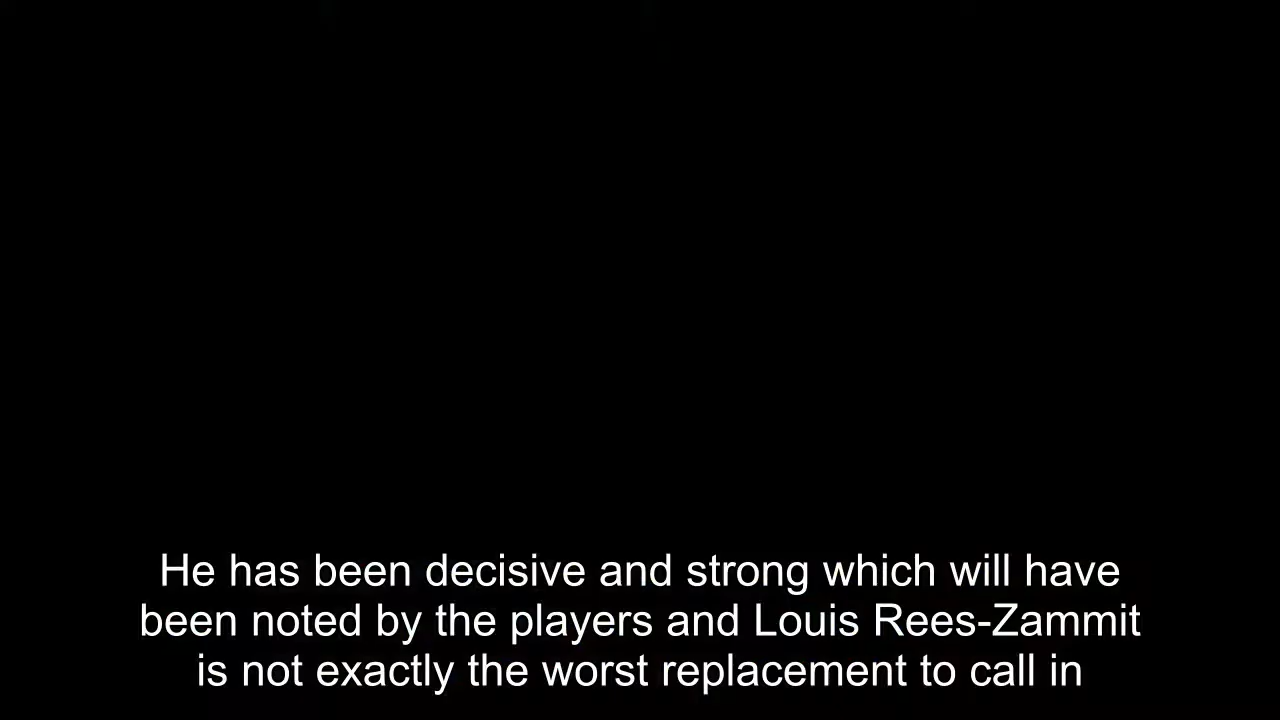 He has been decisive and strong which will have
been noted by the players and Louis Rees-Zammit
is not exactly the worst replacement to call in